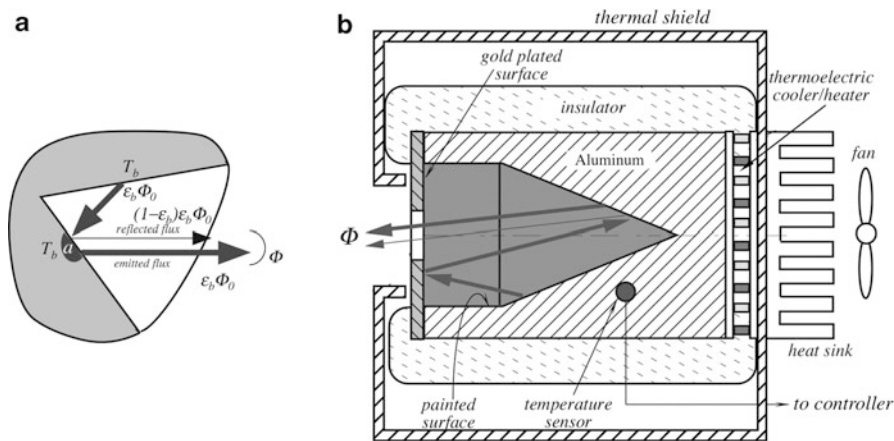 a
T_b
ε_bΦ_0
(1−ε_b)ε_bΦ_0
reflected flux
T_b
a
emitted flux
Φ
ε_bΦ_0
b
thermal shield
gold plated
surface
insulator
thermoelectric
cooler/heater
Aluminum
fan
Φ
heat sink
painted
surface
temperature
sensor
to controller